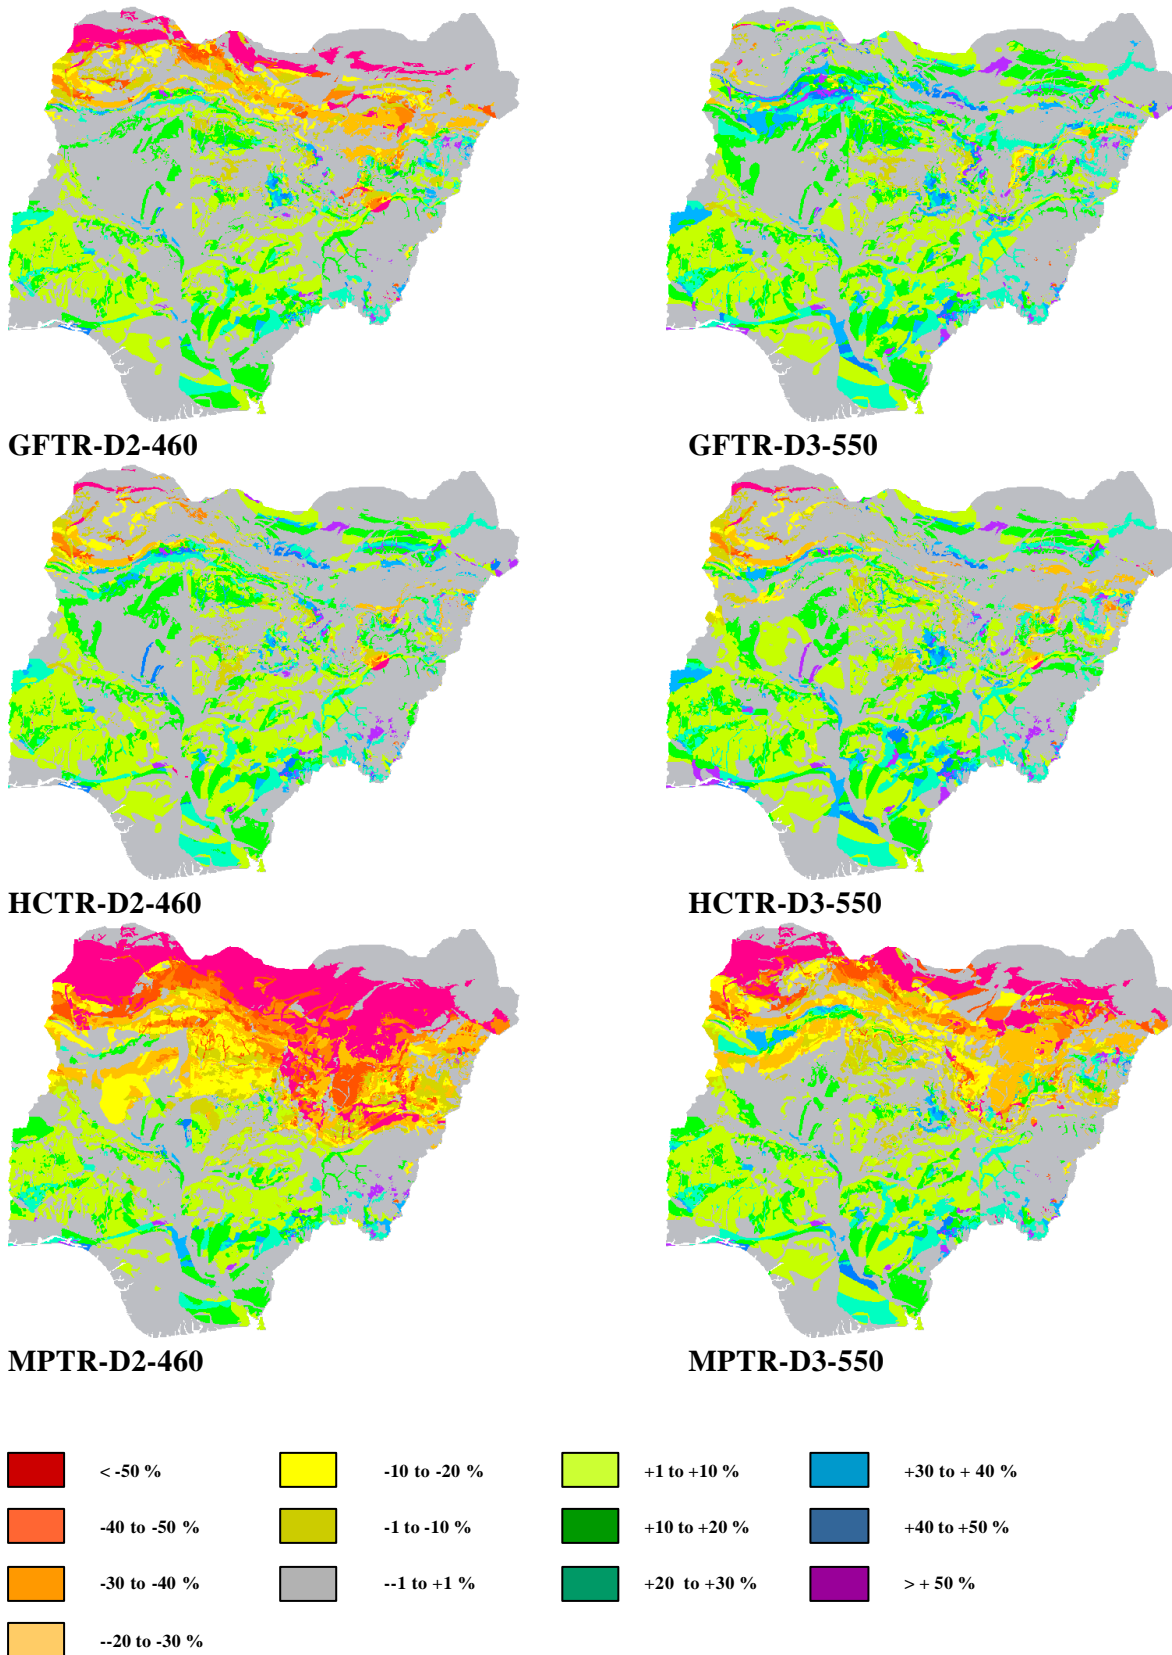 GFTR-D2-460 GFTR-D3-550
HCTR-D2-460 HCTR-D3-550
MPTR-D2-460 MPTR-D3-550
< -50 % -10 to -20 % +1 to +10 % +30 to + 40 %
-40 to -50 % -1 to -10 % +10 to +20 % +40 to +50 %
-30 to -40 % --1 to +1 % +20 to +30 % > + 50 %
--20 to -30 %